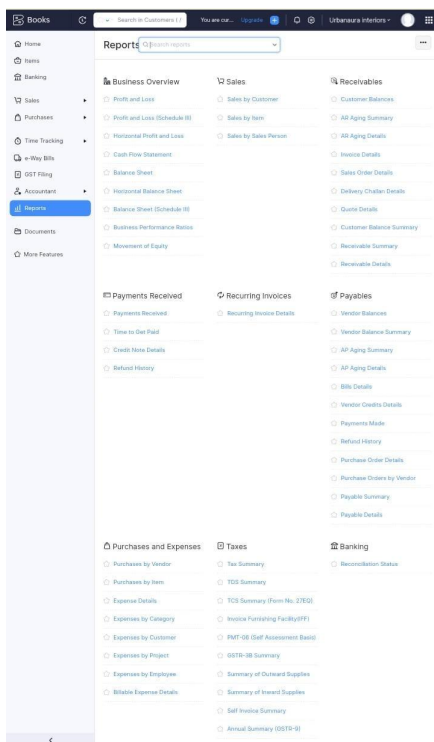 Books
Search in Customers ( /
You are cur... Upgrade
Urbanaura Interiors
Home
Items
Banking
Sales
Purchases
Time Tracking
e-Way Bills
GST Filing
Accountant
Reports
Documents
More Features
Reports
Search reports
Business Overview
Profit and Loss
Profit and Loss (Schedule III)
Horizontal Profit and Loss
Cash Flow Statement
Balance Sheet
Horizontal Balance Sheet
Balance Sheet (Schedule III)
Business Performance Ratios
Movement of Equity
Sales
Sales by Customer
Sales by Item
Sales by Sales Person
Receivables
Customer Balances
AR Aging Summary
AR Aging Details
Invoice Details
Sales Order Details
Delivery Challan Details
Quote Details
Customer Balance Summary
Receivable Summary
Receivable Details
Payments Received
Payments Received
Time to Get Paid
Credit Note Details
Refund History
Recurring Invoices
Recurring Invoice Details
Payables
Vendor Balances
Vendor Balance Summary
AP Aging Summary
AP Aging Details
Bills Details
Vendor Credits Details
Payments Made
Refund History
Purchase Order Details
Purchase Orders by Vendor
Payable Summary
Payable Details
Purchases and Expenses
Purchases by Vendor
Purchases by Item
Expense Details
Expenses by Category
Expenses by Customer
Expenses by Project
Expenses by Employee
Billable Expense Details
Taxes
Tax Summary
TDS Summary
TCS Summary (Form No. 27EQ)
Invoice Furnishing Facility(IFF)
PMT-06 (Self Assessment Basis)
GSTR-3B Summary
Summary of Outward Supplies
Summary of Inward Supplies
Self Invoice Summary
Annual Summary (GSTR-9)
Banking
Reconciliation Status